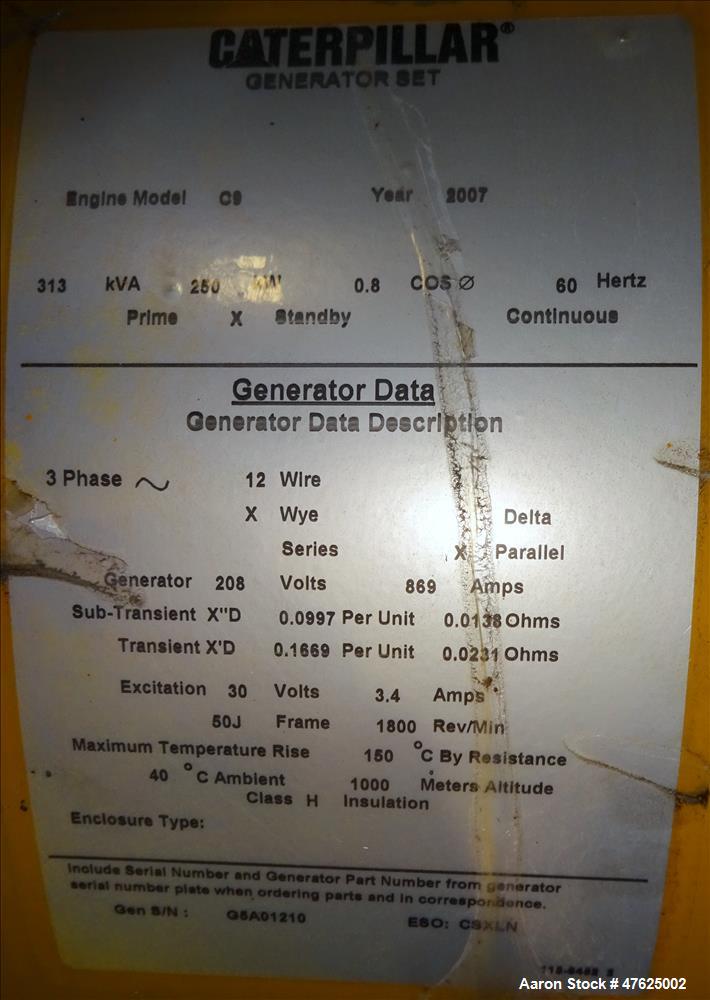 CATERPILLAR®
GENERATOR SET
Engine Model C9 Year 2007
313 kVA 250 kW 0.8 COS Ø 60 Hertz
Prime X Standby Continuous
Generator Data
Generator Data Description
3 Phase ~ 12 Wire
X Wye Delta
Series X Parallel
Generator 208 Volts 869 Amps
Sub-Transient X"D 0.0997 Per Unit 0.0138 Ohms
Transient X'D 0.1669 Per Unit 0.0231 Ohms
Excitation 30 Volts 3.4 Amps
50J Frame 1800 Rev/Min
Maximum Temperature Rise 150 °C By Resistance
40 °C Ambient 1000 Meters Altitude
Class H Insulation
Enclosure Type:
Include Serial Number and Generator Part Number from generator
serial number plate when ordering parts and in correspondence.
Gen S/N : G5A01210 ESO: CSXLN
Aaron Stock # 47625002